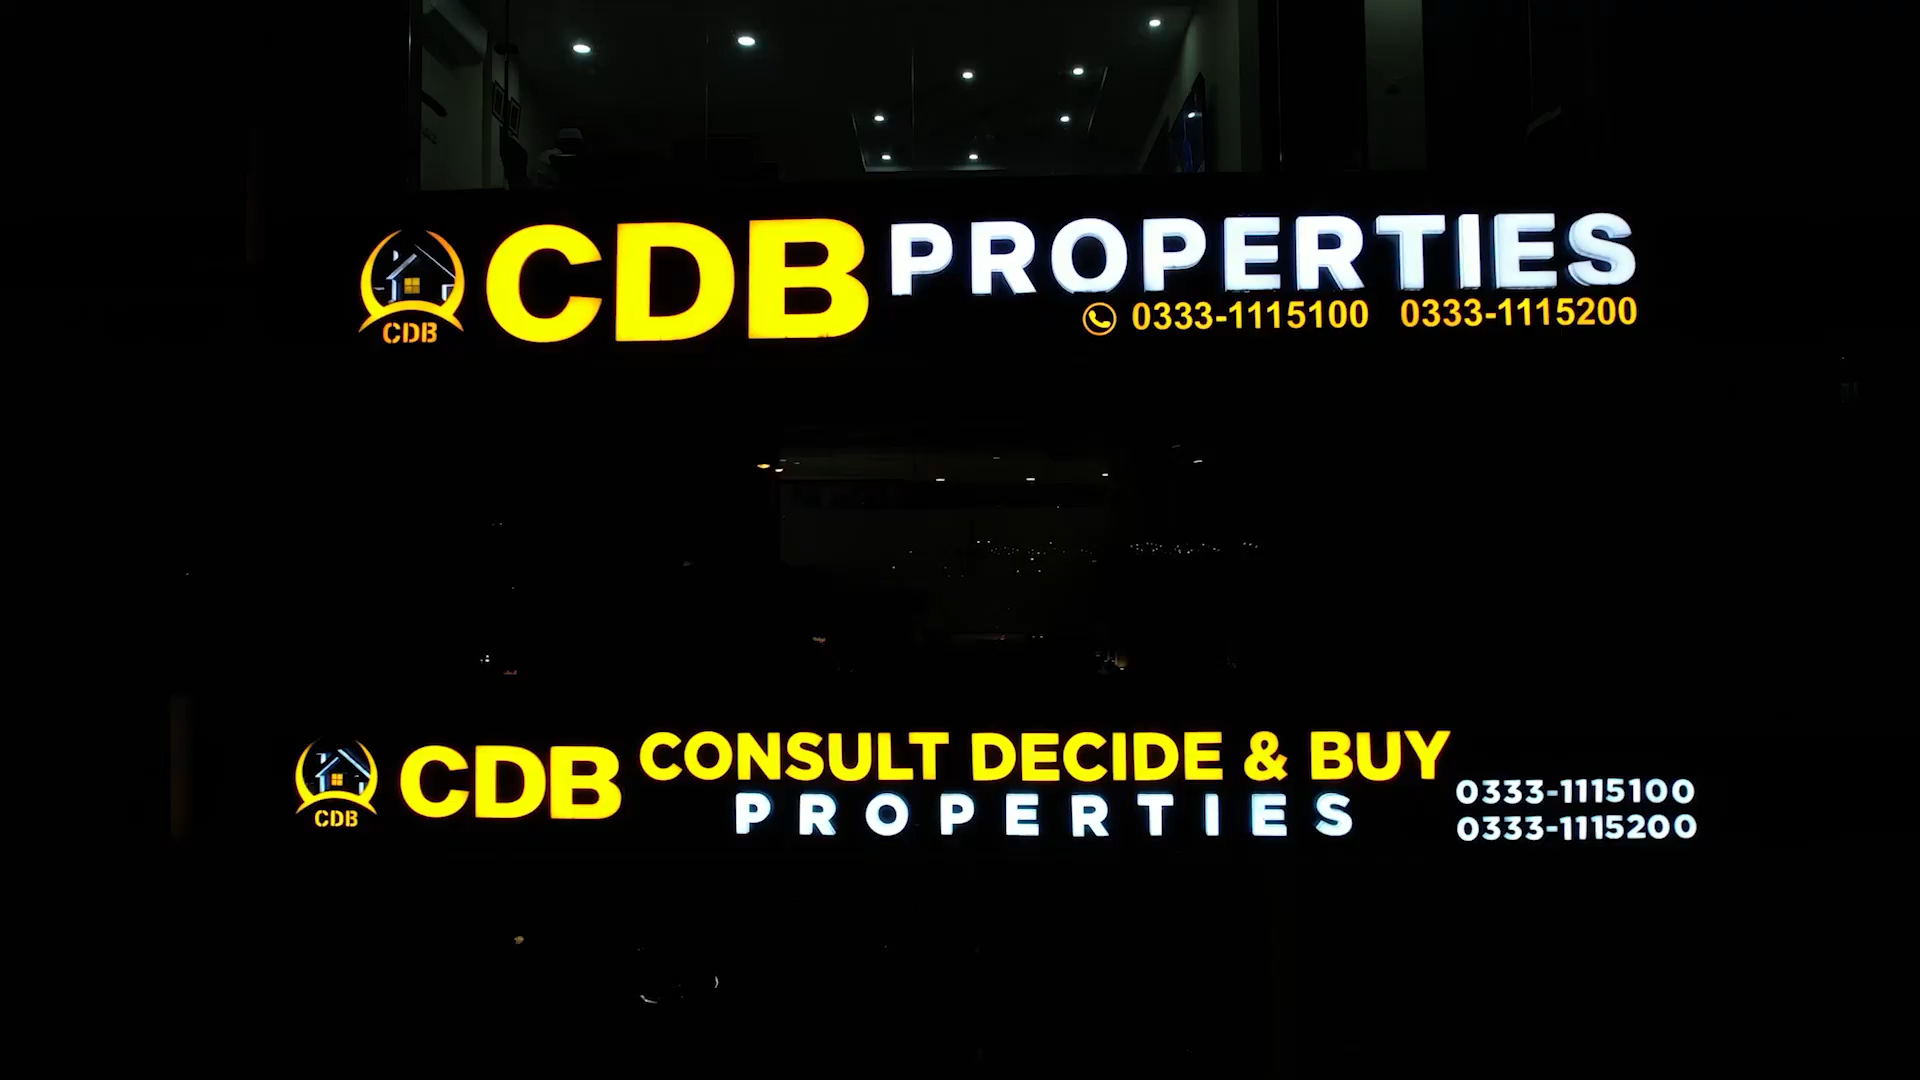 CDB PROPERTIES
CDB
0333-1115100 0333-1115200
CDB CONSULT DECIDE & BUY
PROPERTIES
CDB
0333-1115100
0333-1115200